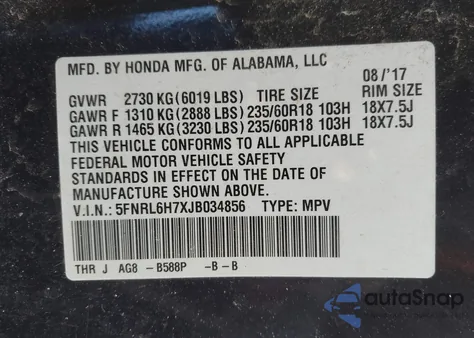 MFD. BY HONDA MFG. OF ALABAMA, LLC
08/'17
GVWR 2730 KG (6019 LBS) TIRE SIZE RIM SIZE
GAWR F 1310 KG (2888 LBS) 235/60R18 103H 18X7.5J
GAWR R 1465 KG (3230 LBS) 235/60R18 103H 18X7.5J
THIS VEHICLE CONFORMS TO ALL APPLICABLE
FEDERAL MOTOR VEHICLE SAFETY
STANDARDS IN EFFECT ON THE DATE OF
MANUFACTURE SHOWN ABOVE.
V.I.N.: 5FNRL6H7XJB034856 TYPE: MPV
THR J AG8 - B588P -B - B
autoSnap